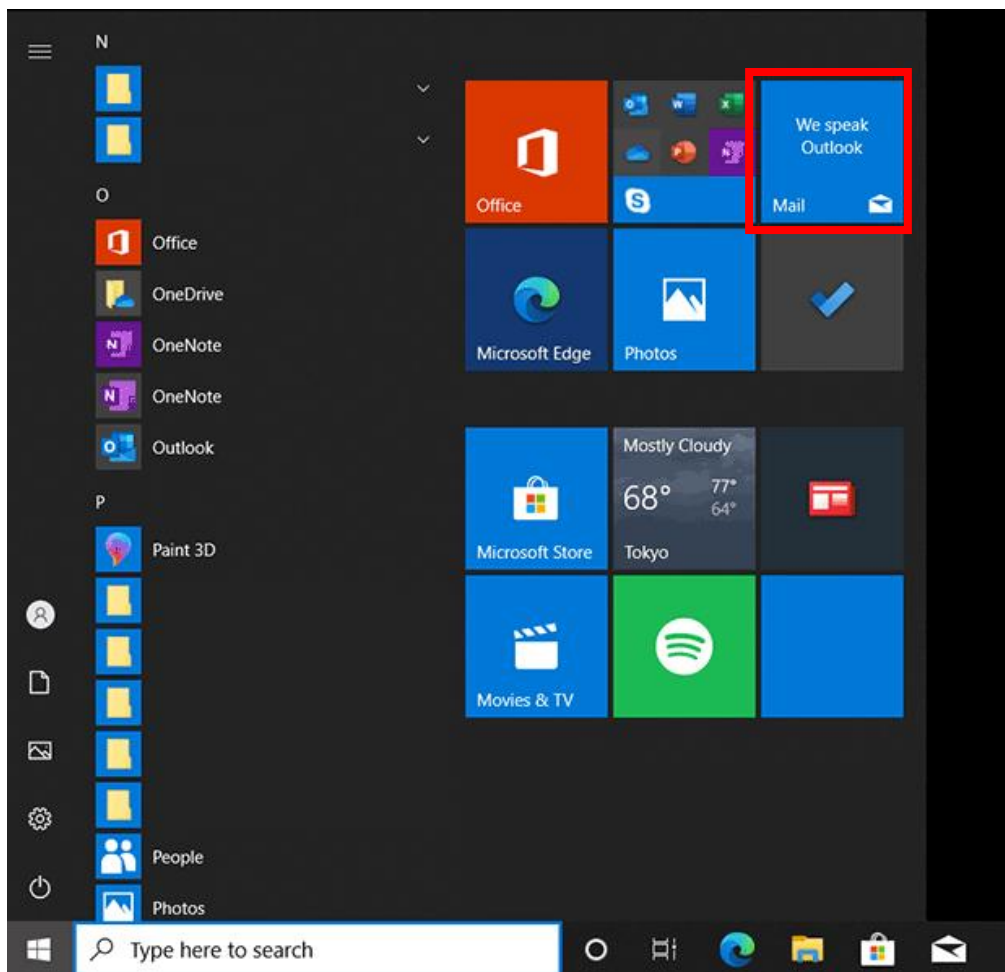 N
O
Office
OneDrive
OneNote
OneNote
Outlook
P
Paint 3D
People
Photos
Office
We speak
Outlook
Mail
Microsoft Edge
Photos
Microsoft Store
Mostly Cloudy
68° 77°
64°
Tokyo
Movies & TV
Type here to search